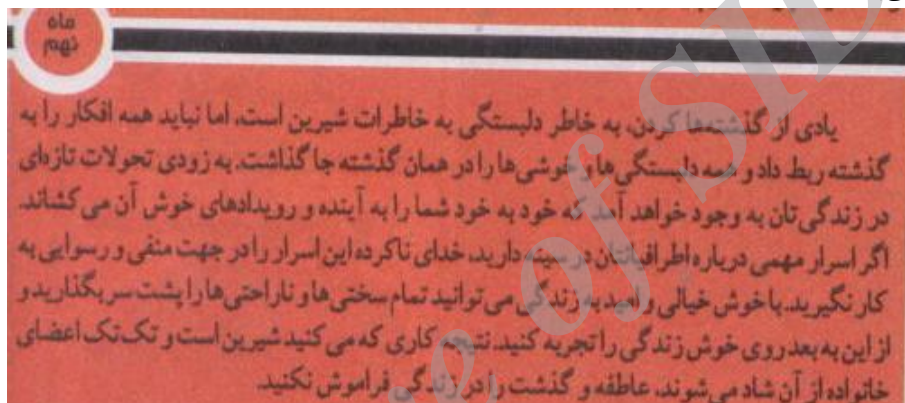 ماه
نهم
یادی از گذشته‌ها کردن، به خاطر دلبستگی به خاطرات شیرین است، اما نباید همه افکار را به
گذشته ربط داد و همه دلبستگی‌ها و خوشی‌ها را در همان گذشته جا گذاشت. به زودی تحولات تازه‌ای
در زندگی تان به وجود خواهد آمد که خود به خود شما را به آینده و رویدادهای خوش آن می کشاند.
اگر اسرار مهمی درباره اطرافیانتان در سینه دارید، خدای ناکرده این اسرار را در جهت منفی و رسوایی به
کار نگیرید. با خوش خیالی و امید به زندگی می توانید تمام سختی ها و ناراحتی ها را پشت سر بگذارید و
از این به بعد روی خوش زندگی را تجربه کنید. نتیجه کاری که می کنید شیرین است و تک تک اعضای
خانواده از آن شاد می شوند. عاطفه و گذشت را در زندگی فراموش نکنید.
of SID